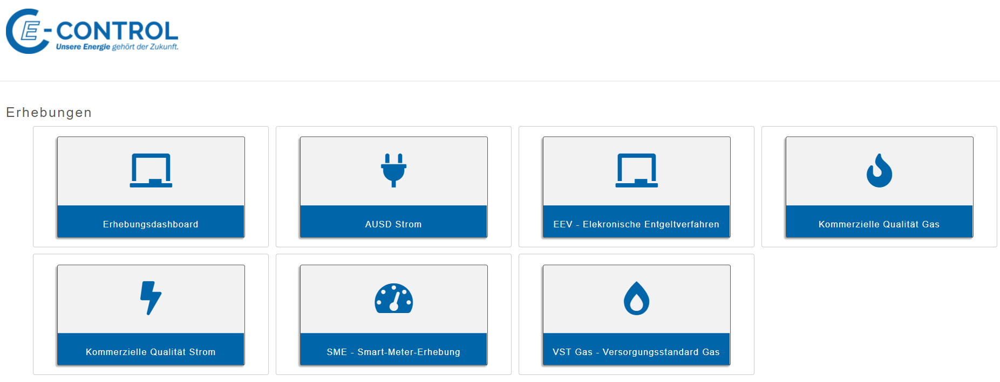 E-CONTROL
Unsere Energie gehört der Zukunft.
Erhebungen
Erhebungsdashboard
AUSD Strom
EEV - Elekronische Entgeltverfahren
Kommerzielle Qualität Gas
Kommerzielle Qualität Strom
SME - Smart-Meter-Erhebung
VST Gas - Versorgungsstandard Gas